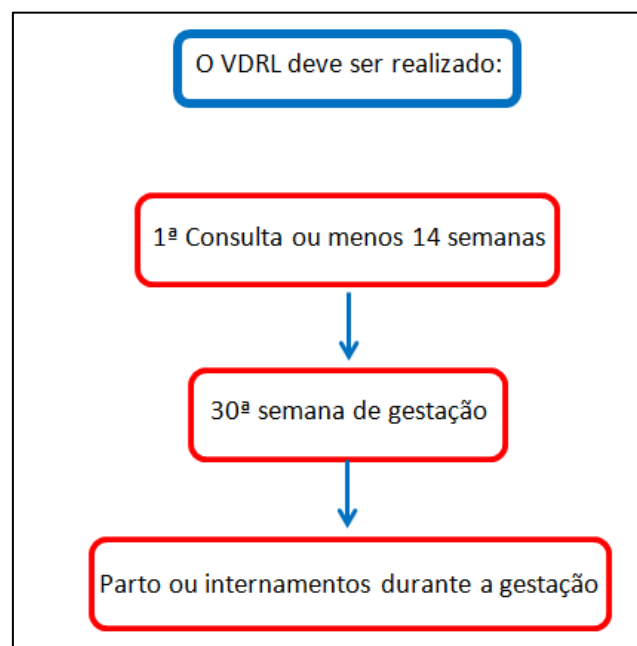 O VDRL deve ser realizado:
1ª Consulta ou menos 14 semanas
30ª semana de gestação
Parto ou internamentos durante a gestação